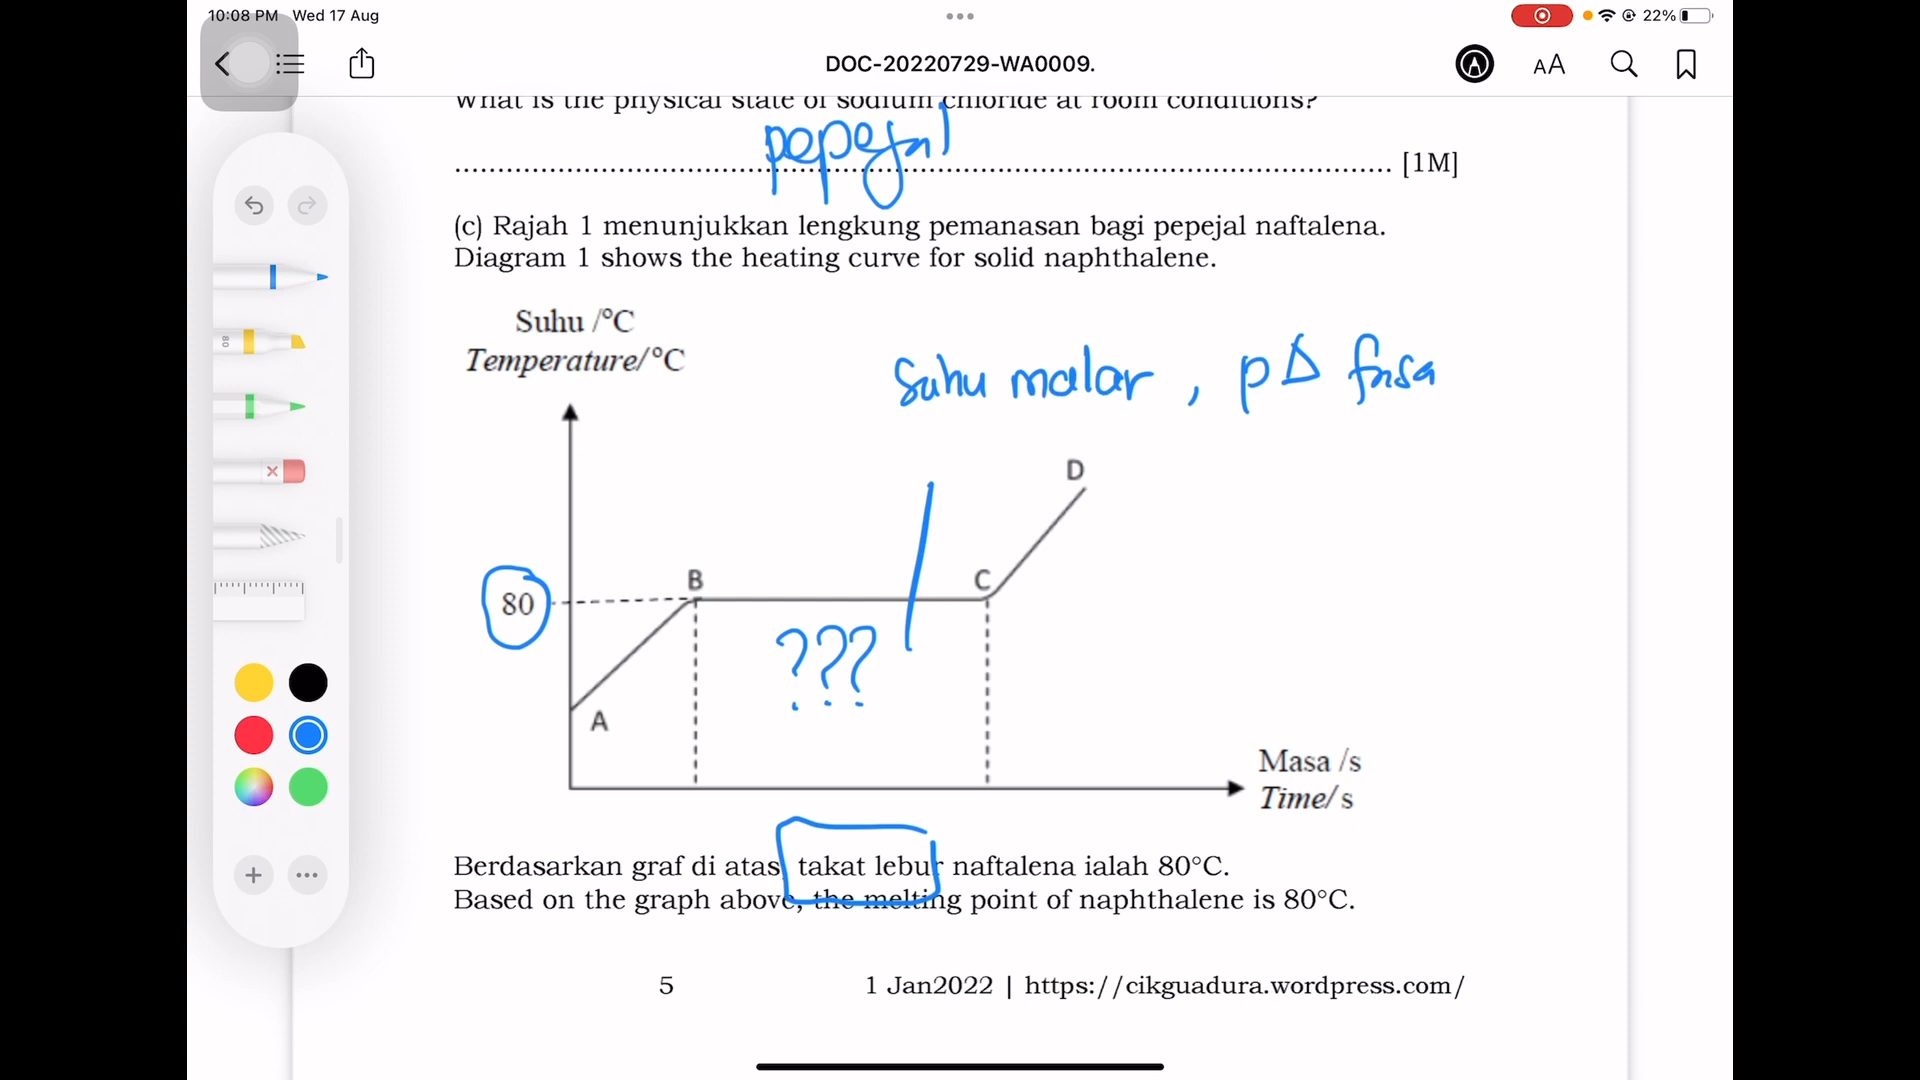 10:08 PM Wed 17 Aug
22%
DOC-20220729-WA0009.
AA
What is the physical state of sodium chloride at room conditions?
pepejal
[1M]
(c) Rajah 1 menunjukkan lengkung pemanasan bagi pepejal naftalena.
Diagram 1 shows the heating curve for solid naphthalene.
Suhu /°C
Temperature/°C
Suhu malar, pΔ fasa
D
B
C
80
???
A
Masa /s
Time/s
Berdasarkan graf di atas takat lebur naftalena ialah 80°C.
Based on the graph above, the melting point of naphthalene is 80°C.
5
1 Jan2022 | https://cikguadura.wordpress.com/
80